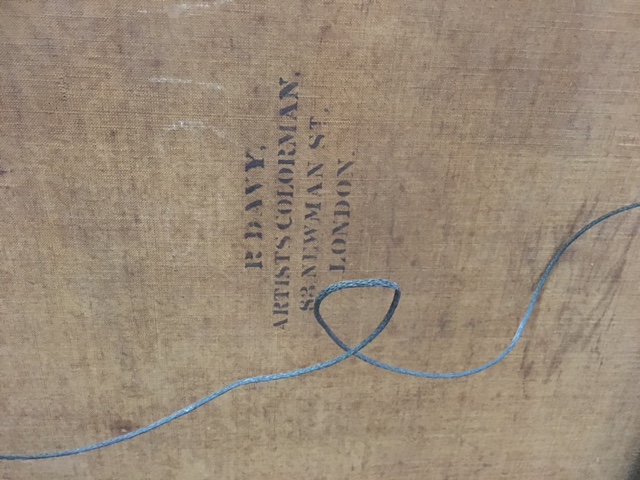 R DAVY.
ARTISTS COLORMAN.
83 NEWMAN ST.
LONDON.